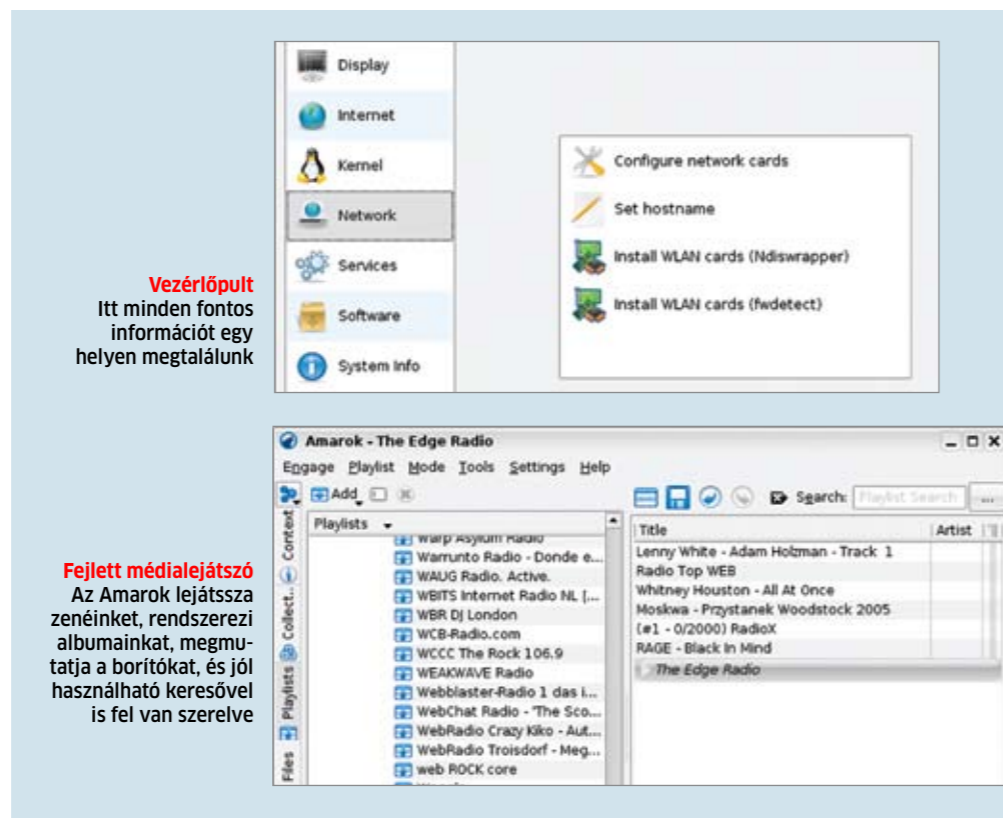 Display
Internet
Kernel
Network
Services
Software
System Info
Configure network cards
Set hostname
Install WLAN cards (Ndiswrapper)
Install WLAN cards (fwdetect)
Vezérlőpult
Itt minden fontos
információt egy
helyen megtalálunk
Amarok - The Edge Radio
Engage Playlist Mode Tools Settings Help
Add
Search: Playlist Search ...
Context
Collect..
Playlists
Files
Playlists
Warp Asylum Radio
Warrunto Radio - Donde e...
WAUG Radio. Active.
WBITS Internet Radio NL [...
WBR DJ London
WCB-Radio.com
WCCC The Rock 106.9
WEAKWAVE Radio
Webblaster-Radio 1 das i...
WebChat Radio - 'The Sco...
WebRadio Crazy Kiko - Aut...
WebRadio Troisdorf - Meg...
web ROCK core
Title Artist
Lenny White - Adam Holzman - Track 1
Radio Top WEB
Whitney Houston - All At Once
Moskwa - Przystanek Woodstock 2005
(#1 - 0/2000) RadioX
RAGE - Black In Mind
The Edge Radio
Fejlett médialejátszó
Az Amarok lejátssza
zenéinket, rendszerezi
albumainkat, megmu-
tatja a borítókat, és jól
használható keresővel
is fel van szerelve